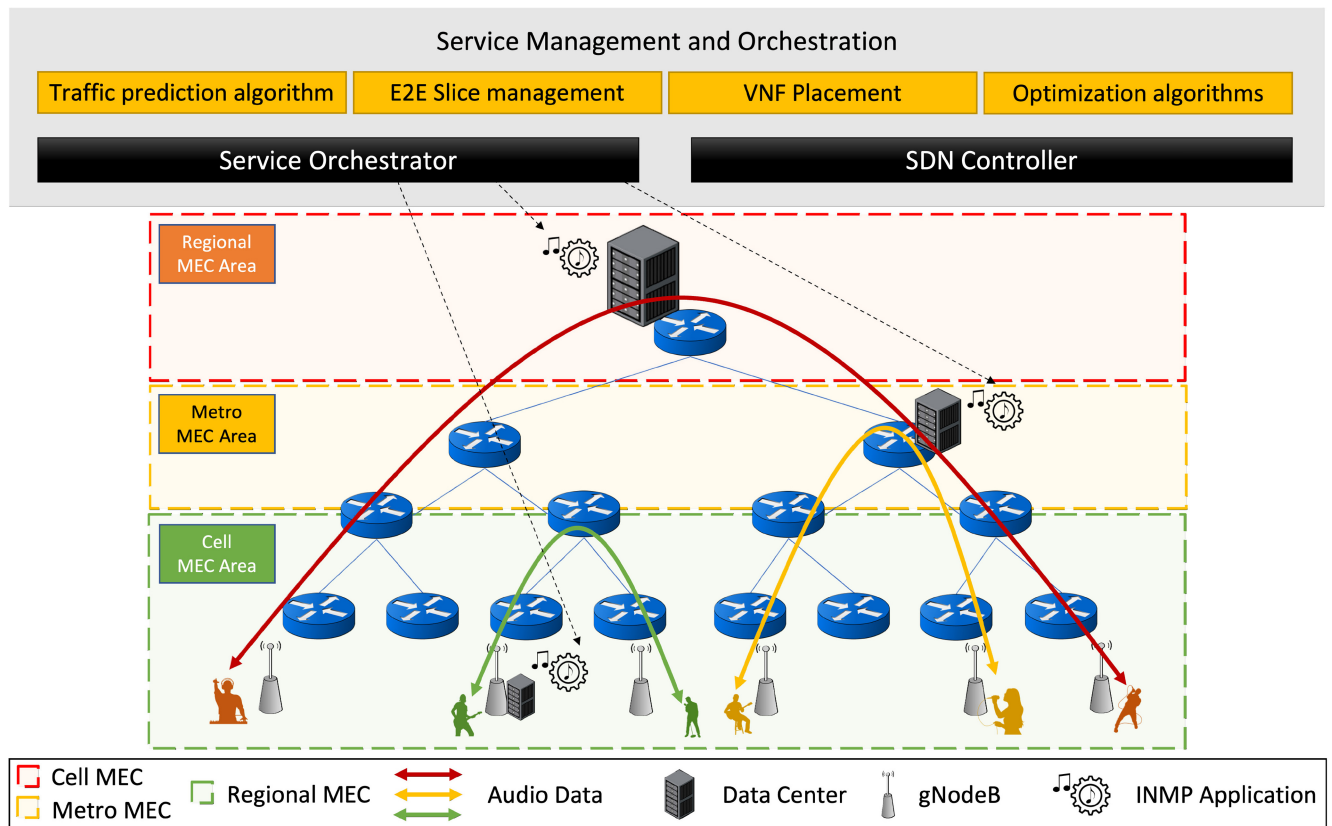 Service Management and Orchestration
Traffic prediction algorithm
E2E Slice management
VNF Placement
Optimization algorithms
Service Orchestrator
SDN Controller
Regional
MEC Area
Metro
MEC Area
Cell
MEC Area
Cell MEC
Metro MEC
Regional MEC
Audio Data
Data Center
gNodeB
INMP Application